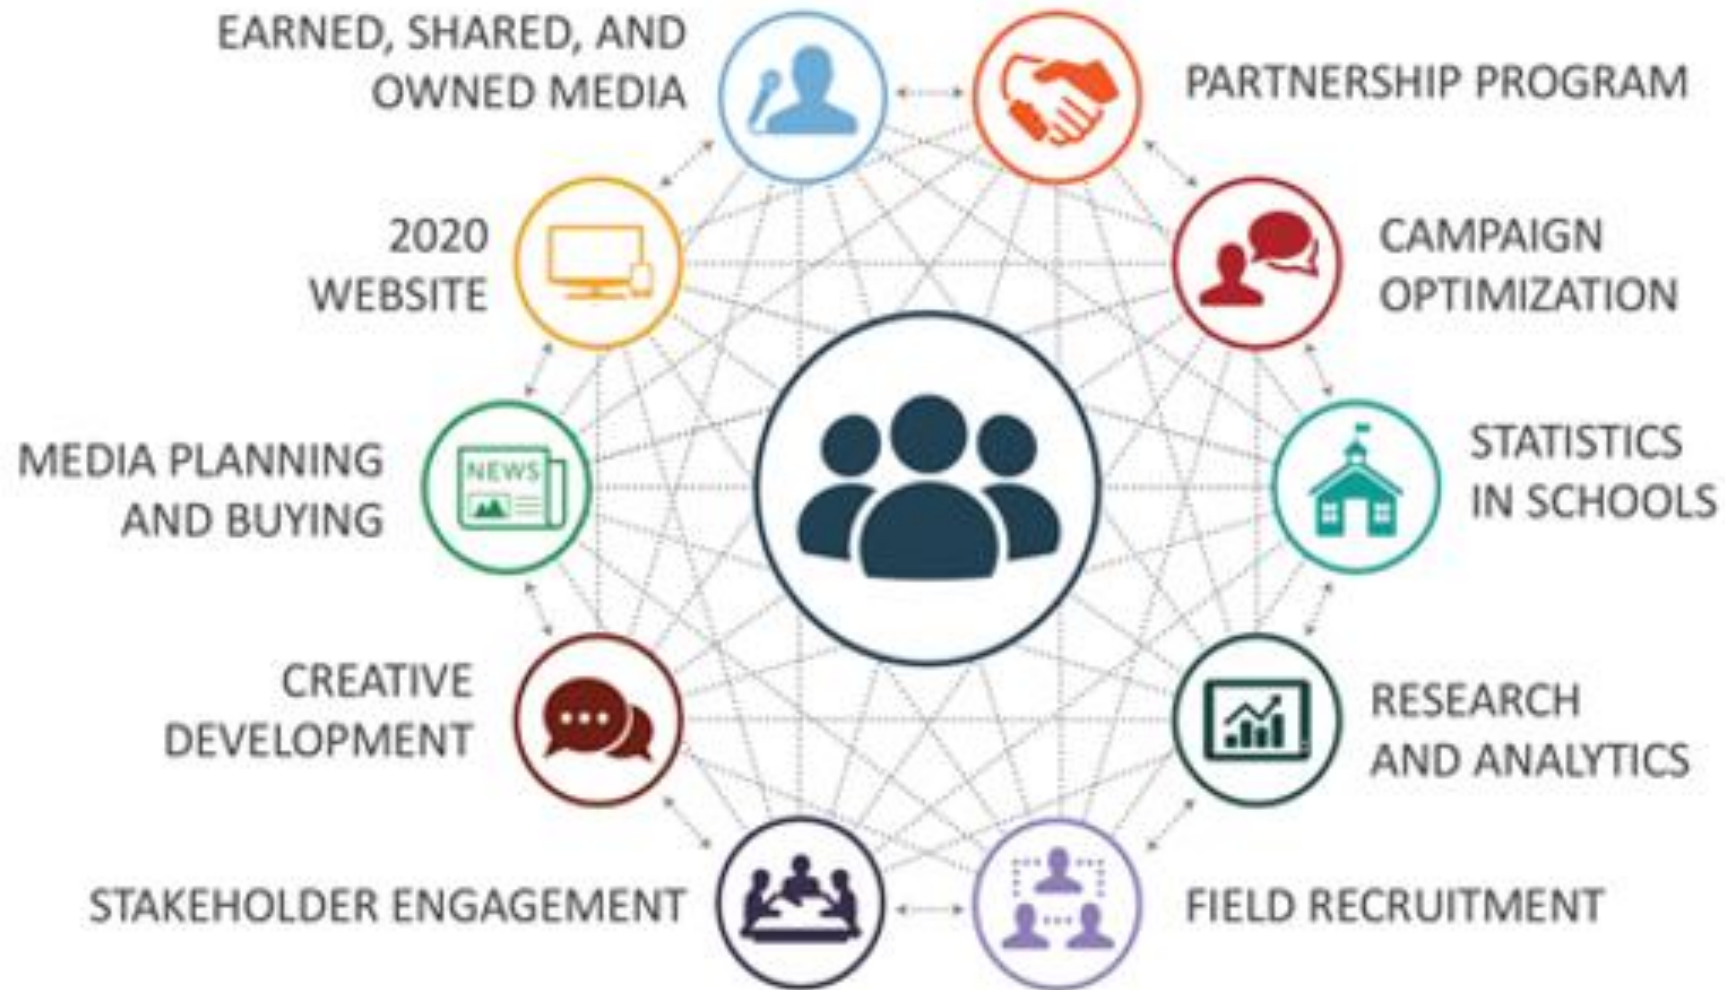 EARNED, SHARED, AND
OWNED MEDIA
PARTNERSHIP PROGRAM
2020
WEBSITE
CAMPAIGN
OPTIMIZATION
MEDIA PLANNING
AND BUYING
NEWS
STATISTICS
IN SCHOOLS
CREATIVE
DEVELOPMENT
RESEARCH
AND ANALYTICS
STAKEHOLDER ENGAGEMENT
FIELD RECRUITMENT